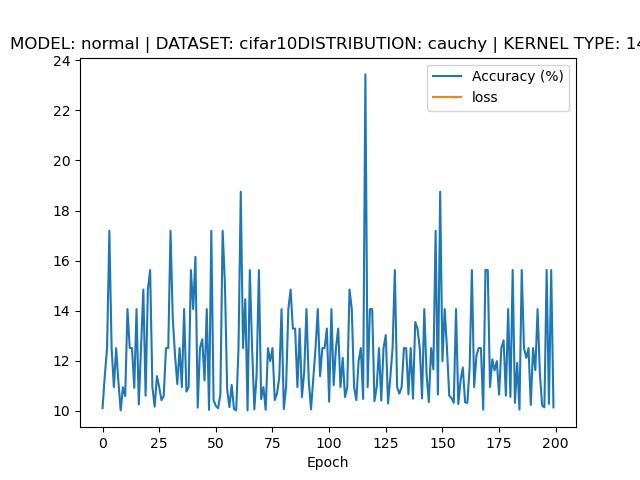 MODEL: normal | DATASET: cifar10DISTRIBUTION: cauchy | KERNEL TYPE: 14
Accuracy (%)
loss
24
22
20
18
16
14
12
10
0 25 50 75 100 125 150 175 200
Epoch